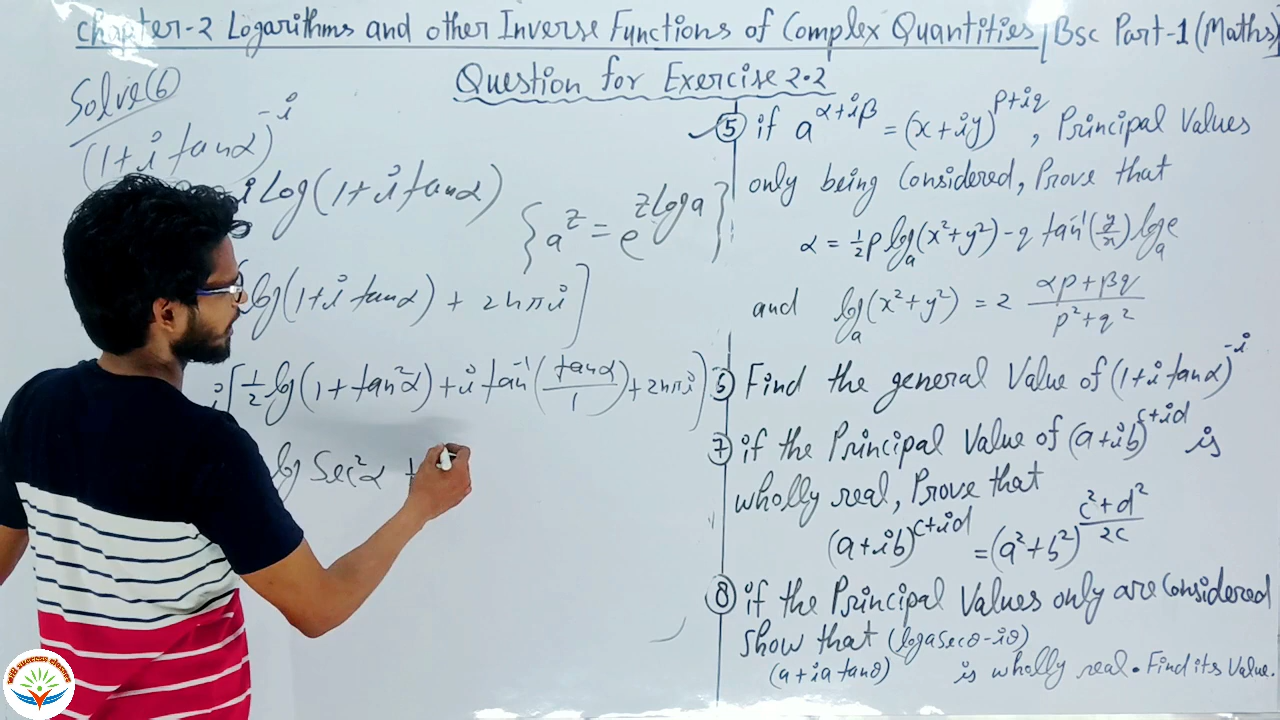 Chapter-2 Logarithms and other Inverse Functions of Complex Quantities / Bsc Part-1 (Maths)
Question for Exercise 2.2
Solve (6)
(1+i tanα)^-i
i Log(1+i tanα)
{ a^z = e^(z log a) }
log(1+i tanα) + 2nπi ]
i[ ½ log(1+tan²α) + i tan⁻¹(tanα/1) + 2nπi )
log Sec²α +
(5) if a^(α+iβ) = (x+iy)^(p+iq), Principal Values
only being Considered, Prove that
α = ½ p log_a(x²+y²) - q tan⁻¹(y/x) log_a e
and log_a(x²+y²) = 2 (αp+βq)/(p²+q²)
(6) Find the general Value of (1+i tanα)^-i
(7) if the Principal Value of (a+ib)^(c+id) is
wholly real, Prove that
(a+ib)^(c+id) = (a²+b²)^((c²+d²)/2c)
(8) if the Principal Values only are Considered
Show that (a+ia tanθ)^(log a secθ - iθ) is wholly real. Find its Value.
success classes